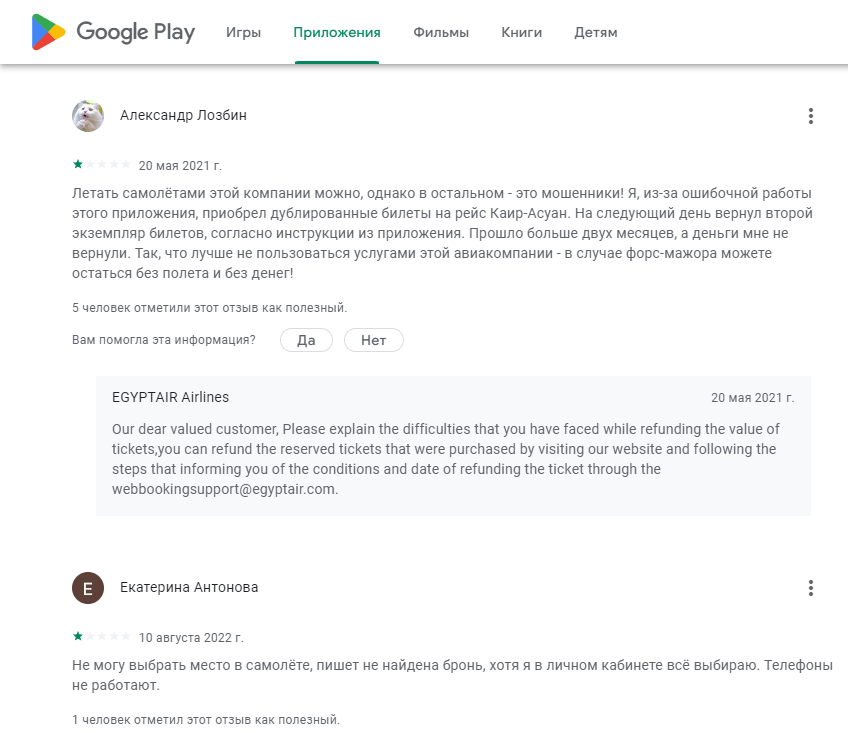 Google Play Игры Приложения Фильмы Книги Детям
Александр Лозбин
20 мая 2021 г.
Летать самолётами этой компании можно, однако в остальном - это мошенники! Я, из-за ошибочной работы
этого приложения, приобрел дублированные билеты на рейс Каир-Асуан. На следующий день вернул второй
экземпляр билетов, согласно инструкции из приложения. Прошло больше двух месяцев, а деньги мне не
вернули. Так, что лучше не пользоваться услугами этой авиакомпании - в случае форс-мажора можете
остаться без полета и без денег!
5 человек отметили этот отзыв как полезный.
Вам помогла эта информация? Да Нет
EGYPTAIR Airlines 20 мая 2021 г.
Our dear valued customer, Please explain the difficulties that you have faced while refunding the value of
tickets,you can refund the reserved tickets that were purchased by visiting our website and following the
steps that informing you of the conditions and date of refunding the ticket through the
webbookingsupport@egyptair.com.
E Екатерина Антонова
10 августа 2022 г.
Не могу выбрать место в самолёте, пишет не найдена бронь, хотя я в личном кабинете всё выбираю. Телефоны
не работают.
1 человек отметил этот отзыв как полезный.